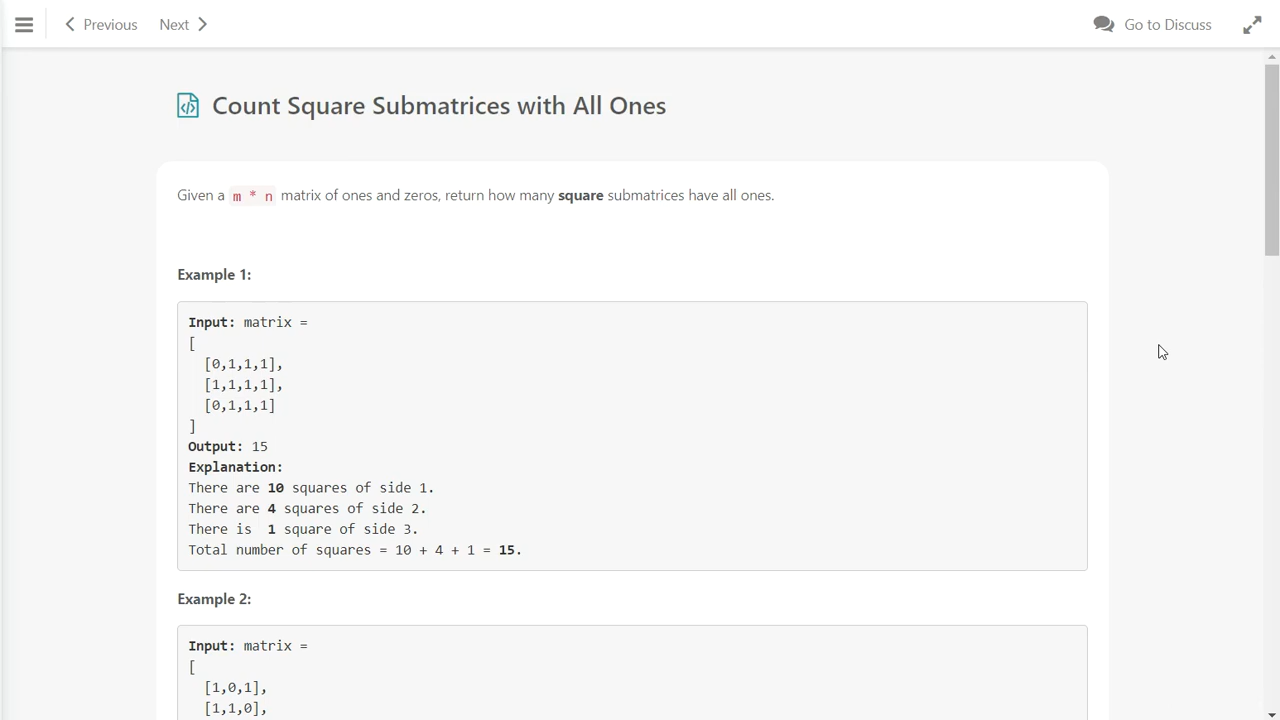 Previous Next Go to Discuss
Count Square Submatrices with All Ones
Given a m * n matrix of ones and zeros, return how many square submatrices have all ones.
Example 1:
Input: matrix =
[
[0,1,1,1],
[1,1,1,1],
[0,1,1,1]
]
Output: 15
Explanation:
There are 10 squares of side 1.
There are 4 squares of side 2.
There is  1 square of side 3.
Total number of squares = 10 + 4 + 1 = 15.
Example 2:
Input: matrix =
[
[1,0,1],
[1,1,0],